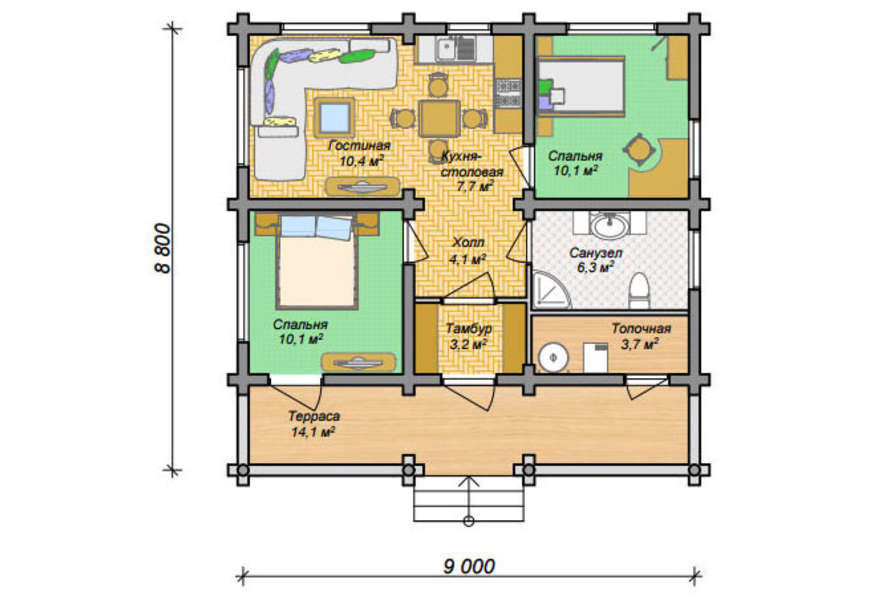 Гостиная
10,4 м²
Кухня-
столовая
7,7 м²
Спальня
10,1 м²
8 800
Холл
4,1 м²
Санузел
6,3 м²
Спальня
10,1 м²
Тамбур
3,2 м²
Топочная
3,7 м²
Терраса
14,1 м²
9 000